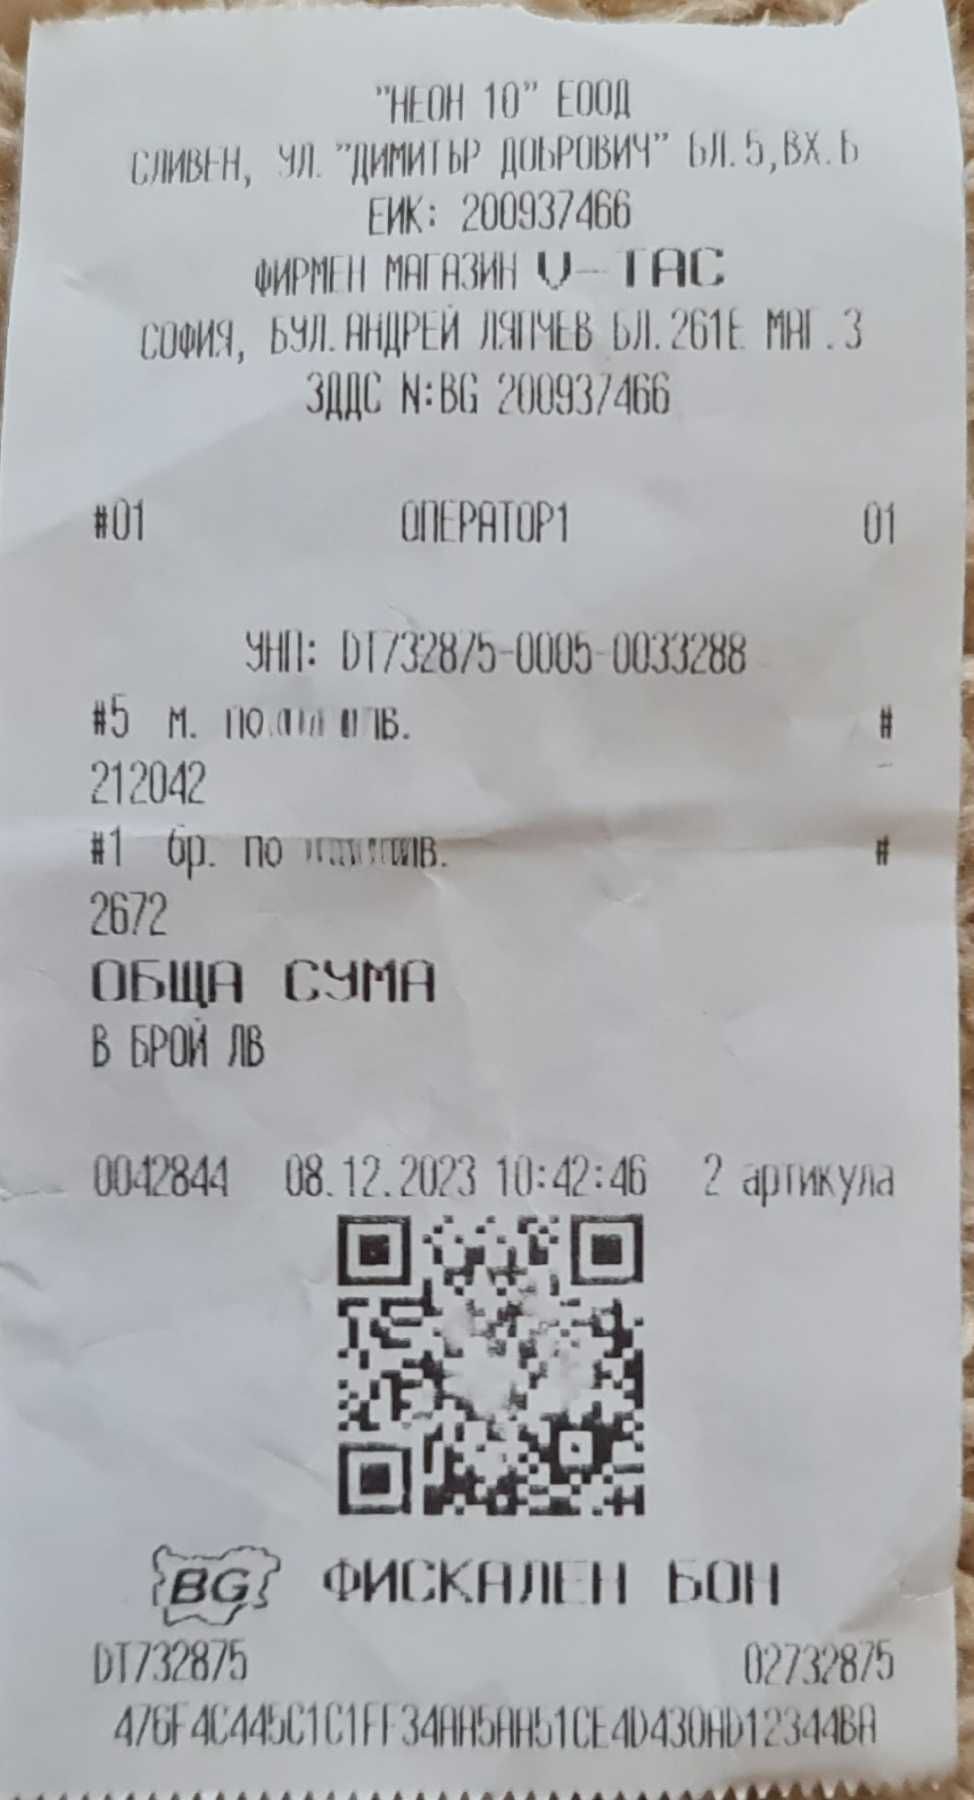 "НЕОН 10" ЕООД
СЛИВЕН, УЛ. "ДИМИТЪР ДОБРОВИЧ" БЛ.5,ВХ.Б
ЕИК: 200937466
ФИРМЕН МАГАЗИН V-TAC
СОФИЯ, БУЛ.АНДРЕЙ ЛЯПЧЕВ БЛ.261Е МАГ.3
ЗДДС N:BG 200937466
#01 ОПЕРАТОР1 01
УНП: DT732875-0005-0033288
#5 м. по #
212042
#1 бр. по #
2672
ОБЩА СУМА
В БРОЙ ЛВ
0042844 08.12.2023 10:42:46 2 артикула
BG ФИСКАЛЕН БОН
DT732875 02732875
476F4C445C1C1FF34AA5AA51CE4D430AD12344BA